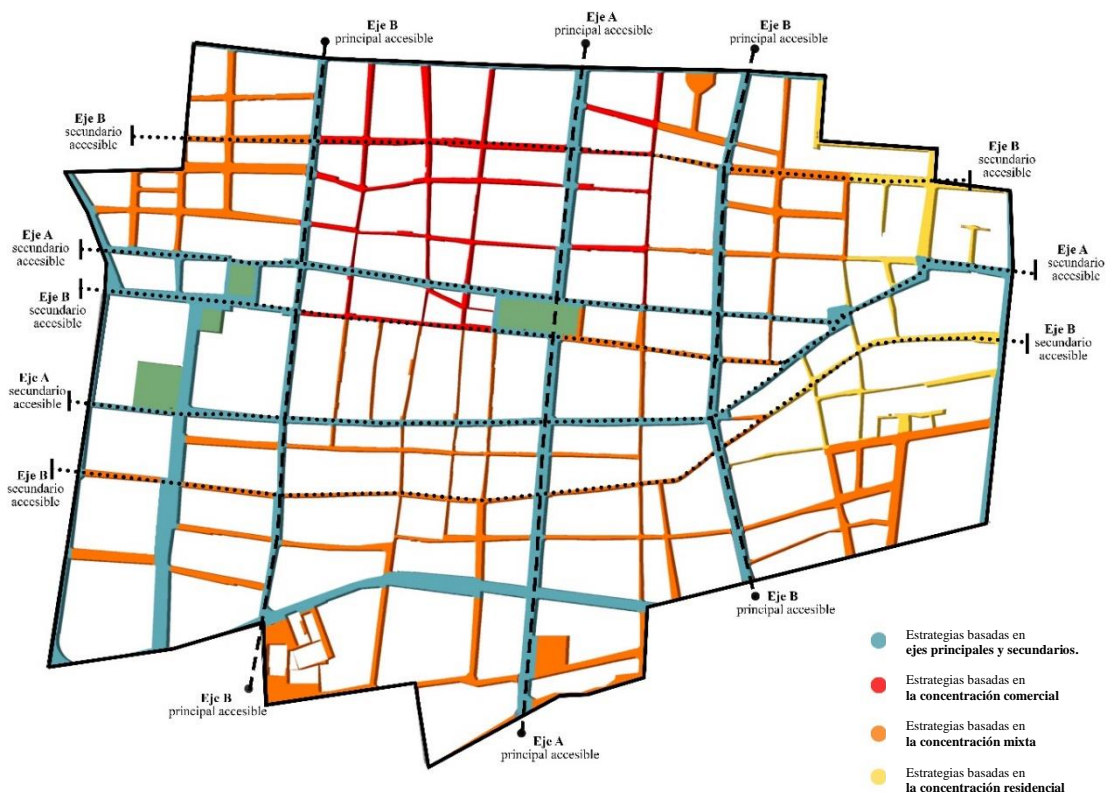 Eje B
principal accesible
Eje A
principal accesible
Eje B
principal accesible
Eje B
secundario
accesible
Eje B
secundario
accesible
Eje A
secundario
accesible
Eje A
secundario
accesible
Eje B
secundario
accesible
Eje B
secundario
accesible
Eje A
secundario
accesible
Eje B
secundario
accesible
Eje B
principal accesible
Eje B
principal accesible
Eje A
principal accesible
Estrategias basadas en
ejes principales y secundarios.
Estrategias basadas en
la concentración comercial
Estrategias basadas en
la concentración mixta
Estrategias basadas en
la concentración residencial